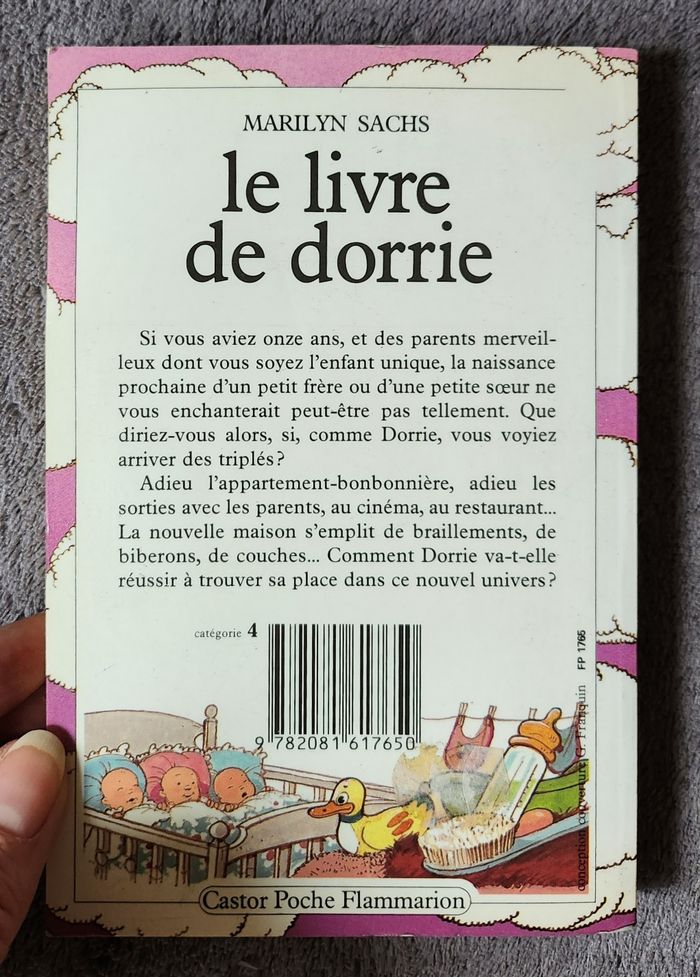 MARILYN SACHS
le livre
de dorrie
Si vous aviez onze ans, et des parents merveil-
leux dont vous soyez l'enfant unique, la naissance
prochaine d'un petit frère ou d'une petite sœur ne
vous enchanterait peut-être pas tellement. Que
diriez-vous alors, si, comme Dorrie, vous voyiez
arriver des triplés ?
Adieu l'appartement-bonbonnière, adieu les
sorties avec les parents, au cinéma, au restaurant...
La nouvelle maison s'emplit de braillements, de
biberons, de couches... Comment Dorrie va-t-elle
réussir à trouver sa place dans ce nouvel univers ?
catégorie 4
9 782081 617650
conception couverture G. Franquin FP 1765
Castor Poche Flammarion